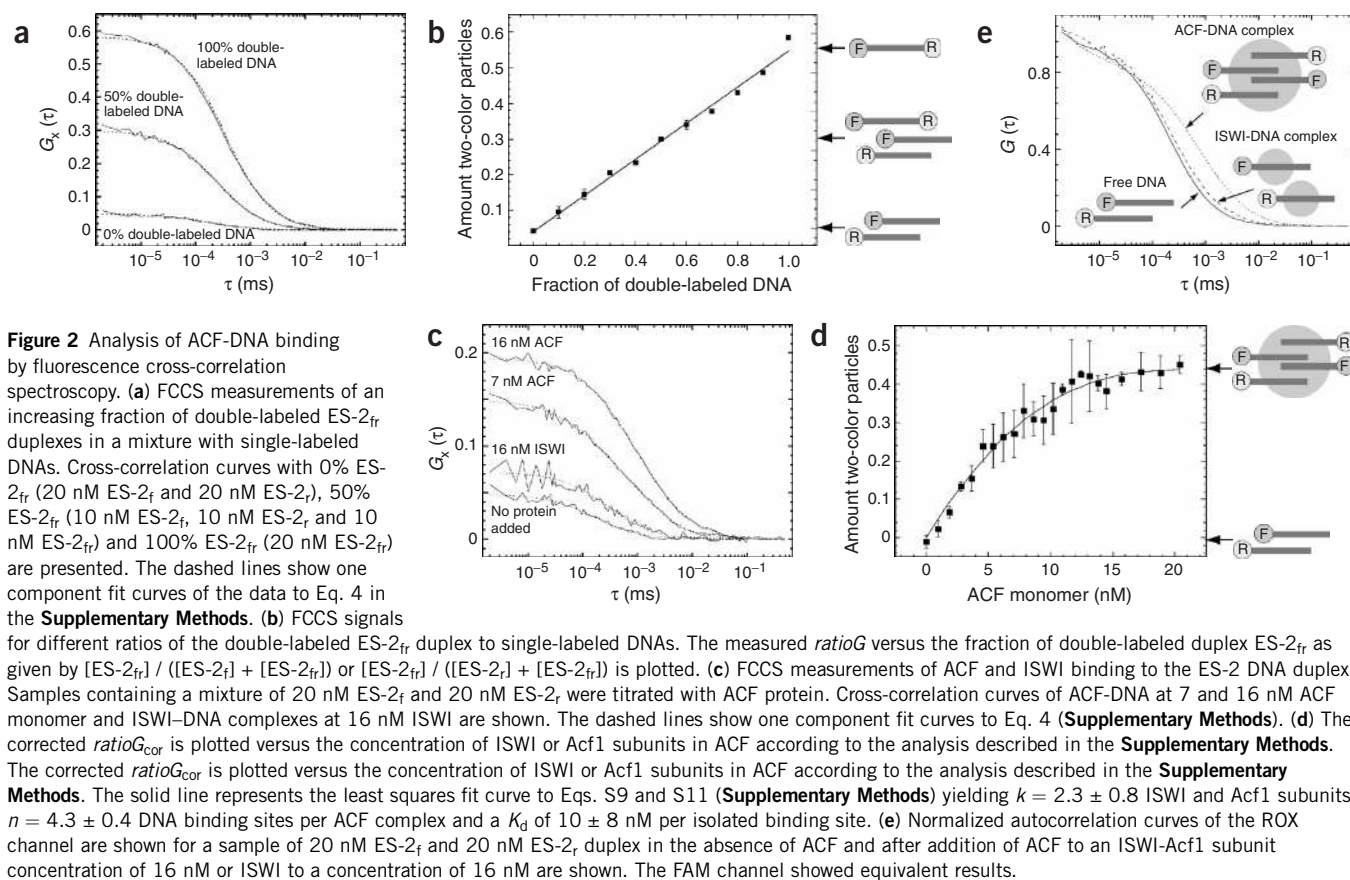 a
0.6
0.5
0.4
0.3
0.2
0.1
0
G_x (τ)
100% double-
labeled DNA
50% double-
labeled DNA
0% double-labeled DNA
10⁻⁵ 10⁻⁴ 10⁻³ 10⁻² 10⁻¹
τ (ms)
b
0.6
0.5
0.4
0.3
0.2
0.1
Amount two-color particles
0 0.2 0.4 0.6 0.8 1.0
Fraction of double-labeled DNA
F R
F R
F
R
F
R
e
0.8
0.4
0
G (τ)
ACF-DNA complex
R
F
F
R
ISWI-DNA complex
F
R
Free DNA
F
R
10⁻⁵ 10⁻⁴ 10⁻³ 10⁻² 10⁻¹
τ (ms)
Figure 2 Analysis of ACF-DNA binding
by fluorescence cross-correlation
spectroscopy. (a) FCCS measurements of an
increasing fraction of double-labeled ES-2fr
duplexes in a mixture with single-labeled
DNAs. Cross-correlation curves with 0% ES-
2fr (20 nM ES-2f and 20 nM ES-2r), 50%
ES-2fr (10 nM ES-2f, 10 nM ES-2r and 10
nM ES-2fr) and 100% ES-2fr (20 nM ES-2fr)
are presented. The dashed lines show one
component fit curves of the data to Eq. 4 in
the Supplementary Methods. (b) FCCS signals
c
0.2
0.1
0
G_x (τ)
16 nM ACF
7 nM ACF
16 nM ISWI
No protein
added
10⁻⁵ 10⁻⁴ 10⁻³ 10⁻² 10⁻¹
τ (ms)
d
0.5
0.4
0.3
0.2
0.1
0
Amount two-color particles
0 5 10 15 20
ACF monomer (nM)
R
F
F
R
F
R
for different ratios of the double-labeled ES-2fr duplex to single-labeled DNAs. The measured ratioG versus the fraction of double-labeled duplex ES-2fr as
given by [ES-2fr] / ([ES-2f] + [ES-2fr]) or [ES-2fr] / ([ES-2r] + [ES-2fr]) is plotted. (c) FCCS measurements of ACF and ISWI binding to the ES-2 DNA duplex
Samples containing a mixture of 20 nM ES-2f and 20 nM ES-2r were titrated with ACF protein. Cross-correlation curves of ACF-DNA at 7 and 16 nM ACF
monomer and ISWI–DNA complexes at 16 nM ISWI are shown. The dashed lines show one component fit curves to Eq. 4 (Supplementary Methods). (d) The
corrected ratioGcor is plotted versus the concentration of ISWI or Acf1 subunits in ACF according to the analysis described in the Supplementary Methods.
The corrected ratioGcor is plotted versus the concentration of ISWI or Acf1 subunits in ACF according to the analysis described in the Supplementary
Methods. The solid line represents the least squares fit curve to Eqs. S9 and S11 (Supplementary Methods) yielding k = 2.3 ± 0.8 ISWI and Acf1 subunits
n = 4.3 ± 0.4 DNA binding sites per ACF complex and a Kd of 10 ± 8 nM per isolated binding site. (e) Normalized autocorrelation curves of the ROX
channel are shown for a sample of 20 nM ES-2f and 20 nM ES-2r duplex in the absence of ACF and after addition of ACF to an ISWI-Acf1 subunit
concentration of 16 nM or ISWI to a concentration of 16 nM are shown. The FAM channel showed equivalent results.